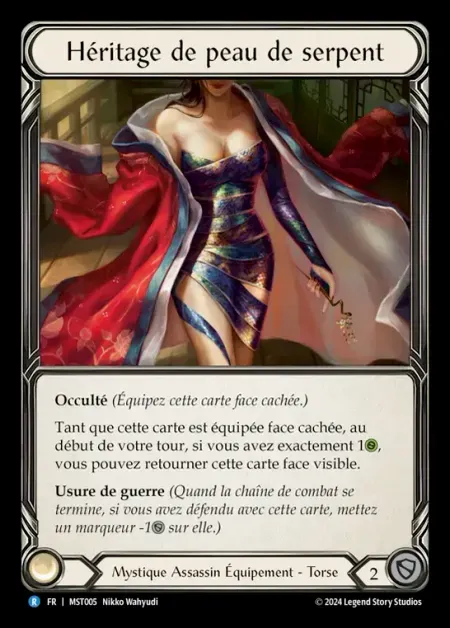 Héritage de peau de serpent
Occulté (Équipez cette carte face cachée.)
Tant que cette carte est équipée face cachée, au
début de votre tour, si vous avez exactement 1,
vous pouvez retourner cette carte face visible.
Usure de guerre (Quand la chaîne de combat se
termine, si vous avez défendu avec cette carte, mettez
un marqueur -1 sur elle.)
Mystique Assassin Équipement - Torse
2
R FR | MST005 Nikko Wahyudi
© 2024 Legend Story Studios